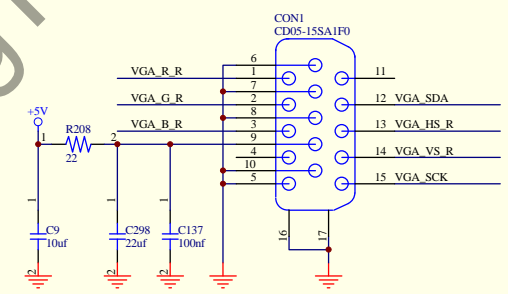 CON1
CD05-15SA1F0
6
VGA_R_R 1 11
7
VGA_G_R 2 12 VGA_SDA
8
+5V
VGA_B_R 3 13 VGA_HS_R
1 R208 2 9
22
4 14 VGA_VS_R
10
5 15 VGA_SCK
1 1 1
C9 C298 C137 16 17
10uf 22uf 100nf
2 2 2